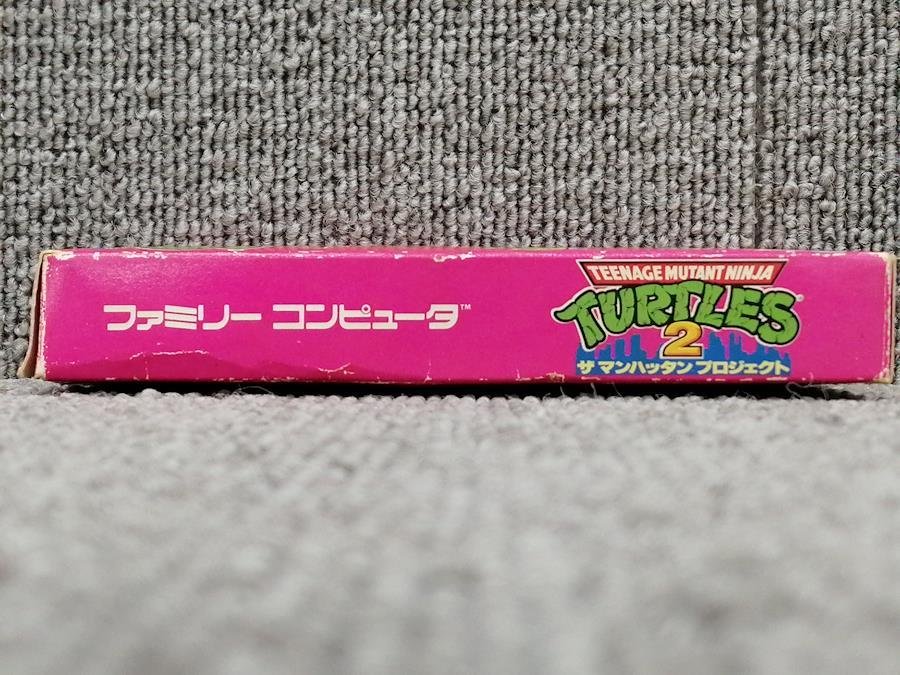 ファミリー コンピュータ™
TEENAGE MUTANT NINJA
TURTLES®
2
ザ マンハッタン プロジェクト